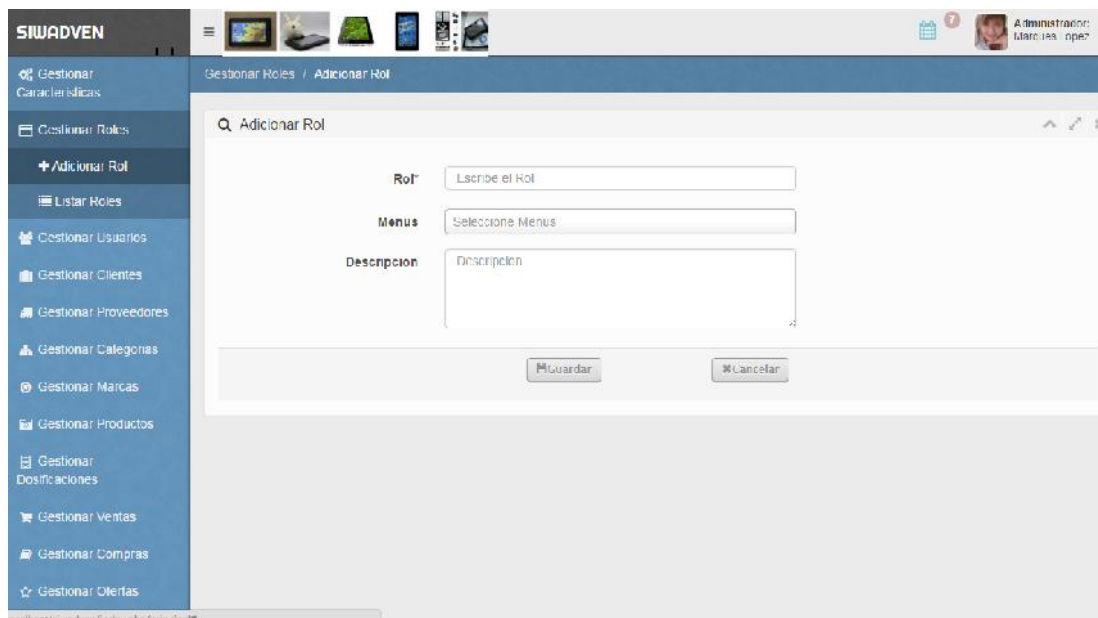 SIWADVEN
7
Administrador:
Gestionar Roles / Adicionar Rol
Gestionar
Caracteristicas
Gestionar Roles
Adicionar Rol
Listar Roles
Gestionar Usuarios
Gestionar Clientes
Gestionar Proveedores
Gestionar Categorias
Gestionar Marcas
Gestionar Productos
Gestionar
Dosificaciones
Gestionar Ventas
Gestionar Compras
Gestionar Ofertas
Adicionar Rol
Rol*
Escribe el Rol
Menus
Seleccione Menus
Descripcion
Descripcion
Guardar
Cancelar